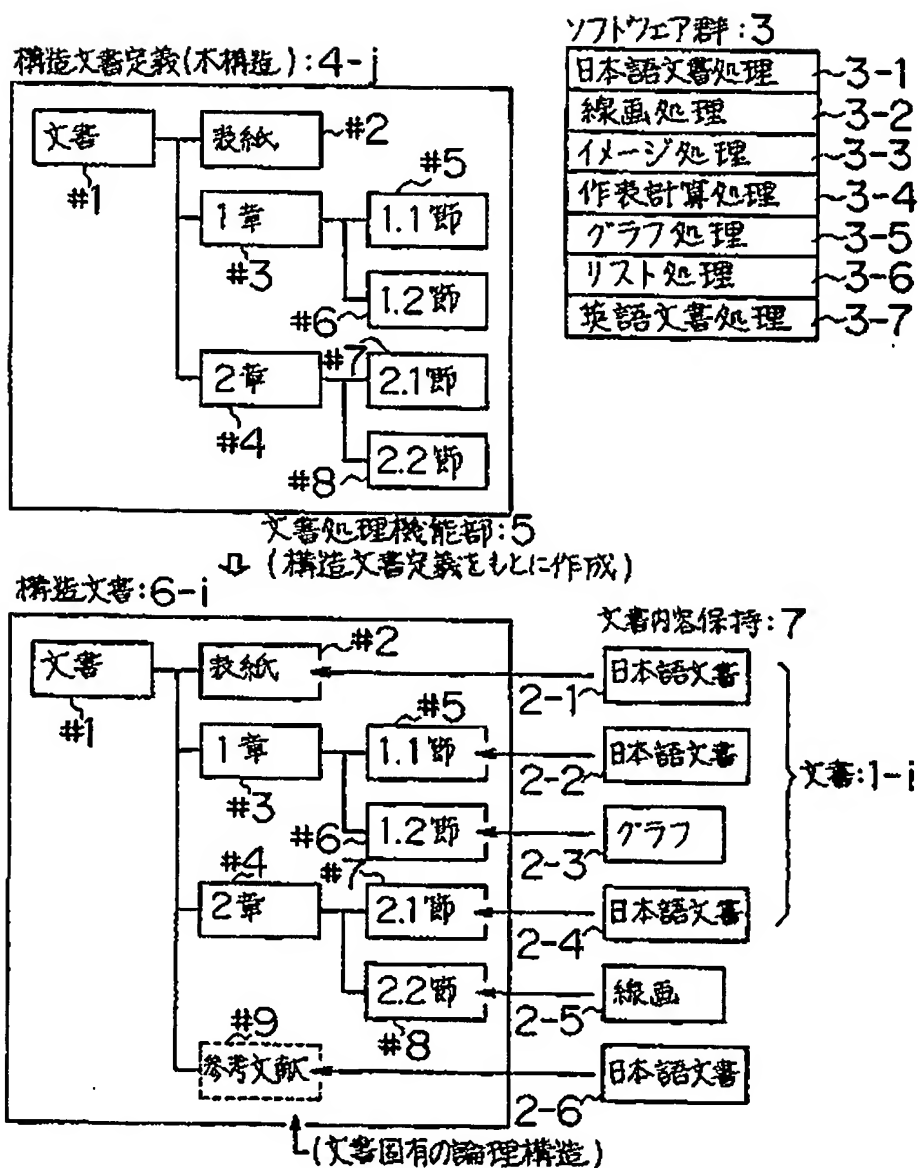 ソフトウェア群:3
日本語文書処理 3-1
線画処理 3-2
イメージ処理 3-3
作表計算処理 3-4
グラフ処理 3-5
リスト処理 3-6
英語文書処理 3-7
構造文書定義(木構造):4-i
文書 #1
表紙 #2
1章 #3
1.1節 #5
1.2節 #6
2章 #4
2.1節 #7
2.2節 #8
文書処理機能部:5
(構造文書定義をもとに作成)
構造文書:6-i
文書内容保持:7
文書 #1
表紙 #2
日本語文書 2-1
1章 #3
1.1節 #5
日本語文書 2-2
文書:1-i
1.2節 #6
グラフ 2-3
2章 #4
2.1節 #7
日本語文書 2-4
2.2節 #8
線画 2-5
参考文献 #9
日本語文書 2-6
(文書固有の論理構造)